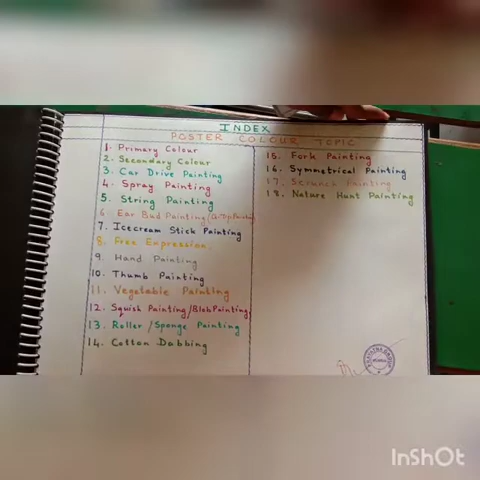 INDEX
POSTER COLOUR TOPIC
1. Primary Colour
2. Secondary Colour
3. Car Drive Painting
4. Spray Painting
5. String Painting
6. Ear Bud Painting/Q-Tip Painting
7. Icecream Stick Painting
8. Free Expression.
9. Hand Painting
10. Thumb Painting
11. Vegetable Painting
12. Squish Painting/Blob Painting
13. Roller/Sponge Painting
14. Cotton Dabbing
15. Fork Painting
16. Symmetrical Painting
17. Scrunch Painting
18. Nature Hunt Painting
InShOt